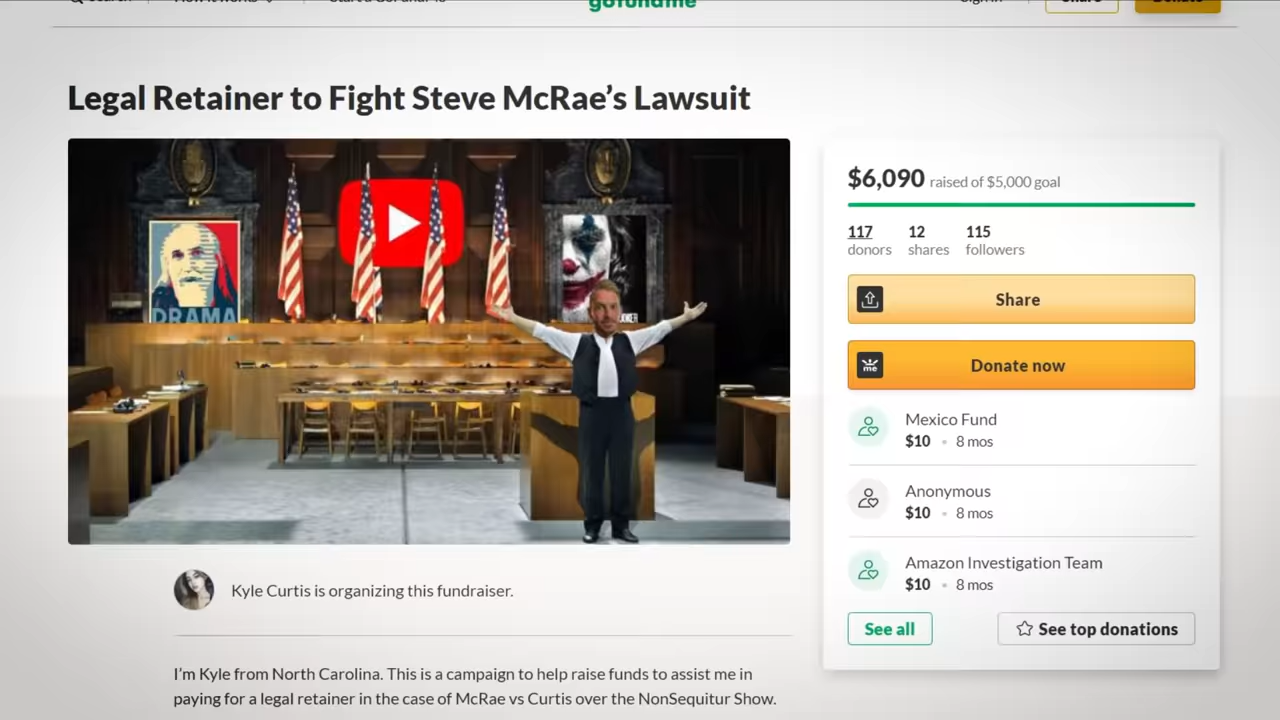 gofundme
Legal Retainer to Fight Steve McRae's Lawsuit
DRAMA
$6,090 raised of $5,000 goal
117 12 115
donors shares followers
Share
me Donate now
Mexico Fund
$10 • 8 mos
Anonymous
$10 • 8 mos
Amazon Investigation Team
$10 • 8 mos
See all See top donations
Kyle Curtis is organizing this fundraiser.
I'm Kyle from North Carolina. This is a campaign to help raise funds to assist me in
paying for a legal retainer in the case of McRae vs Curtis over the NonSequitur Show.